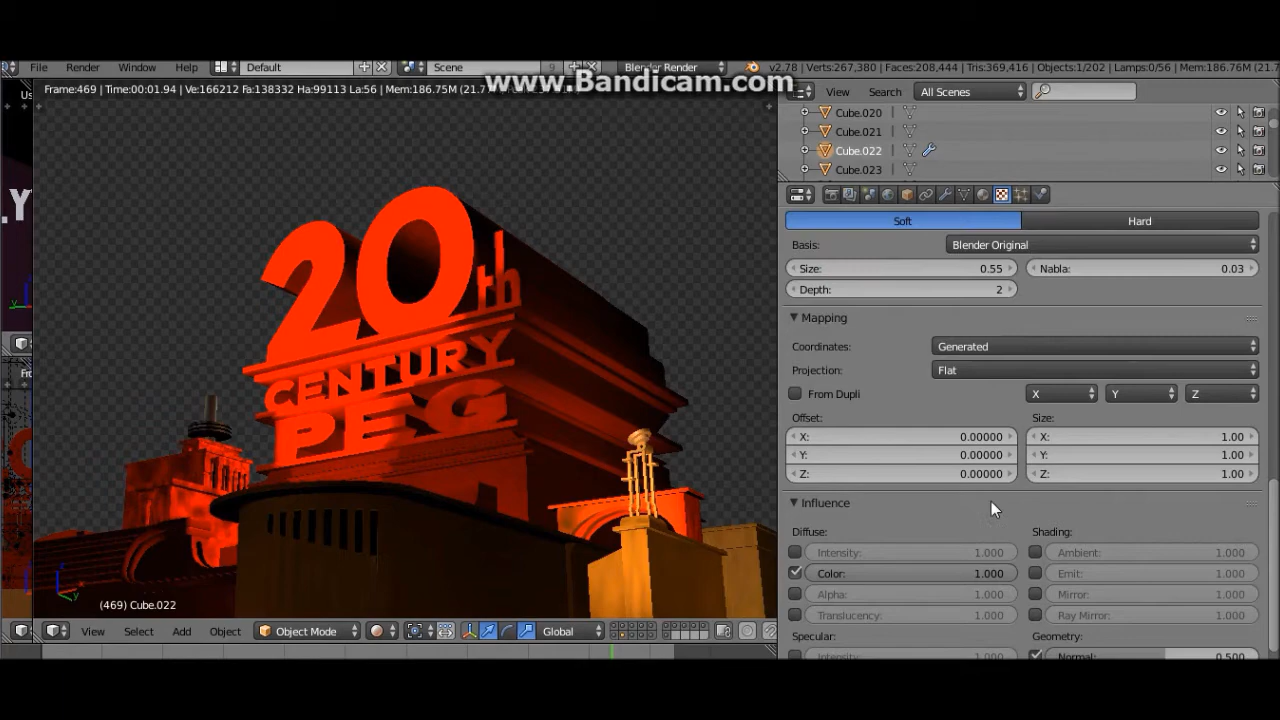 www.Bandicam.com
File Render Window Help Default Scene 9 Blender Render v2.78 | Verts:267,380 | Faces:208,444 | Tris:369,416 | Objects:1/202 | Lamps:0/56 | Mem:186.76M
Frame:469 | Time:00:01.94 | Ve:166212 Fa:138332 Ha:99113 La:56 | Mem:186.75M
View Search All Scenes
Cube.020
Cube.021
Cube.022
Cube.023
Soft Hard
Basis: Blender Original
Size: 0.55 Nabla: 0.03
Depth: 2
Mapping
Coordinates: Generated
Projection: Flat
From Dupli X Y Z
Offset: Size:
X: 0.00000 X: 1.00
Y: 0.00000 Y: 1.00
Z: 0.00000 Z: 1.00
Influence
Diffuse: Shading:
Intensity: 1.000 Ambient: 1.000
Color: 1.000 Emit: 1.000
Alpha: 1.000 Mirror: 1.000
Translucency: 1.000 Ray Mirror: 1.000
Specular: Geometry:
Intensity: 1.000 Normal: 0.500
.Y
20th
CENTURY
PEG
x
y
(469) Cube.022
View Select Add Object Object Mode Global